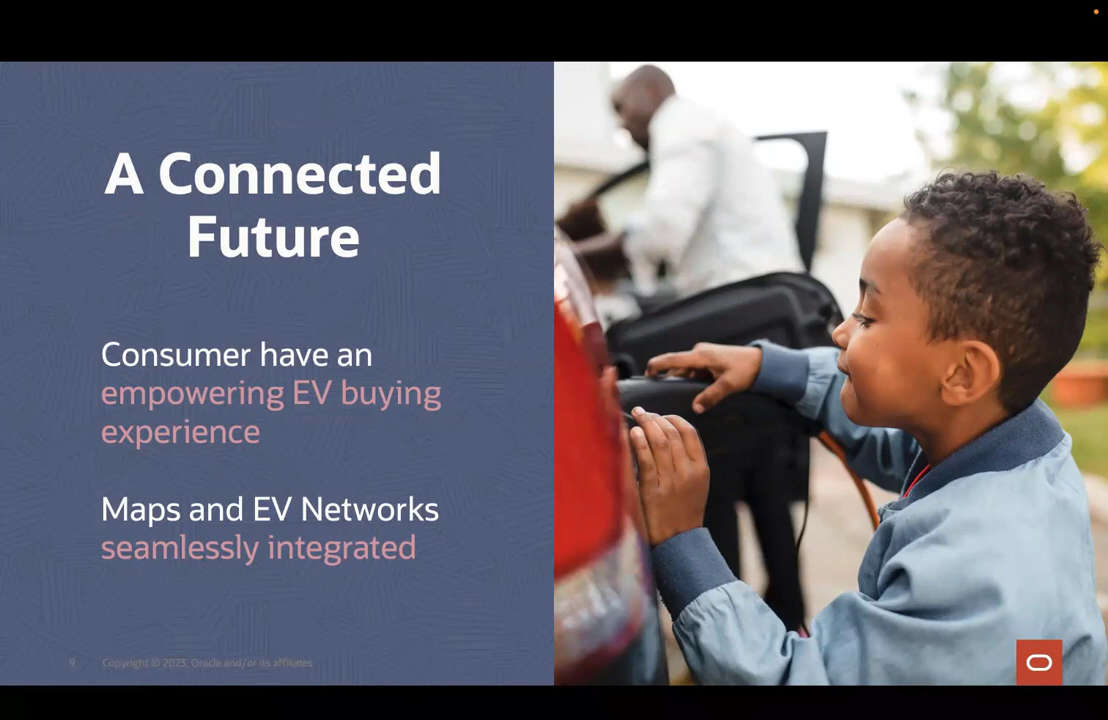 A Connected
Future
Consumer have an
empowering EV buying
experience
Maps and EV Networks
seamlessly integrated
9 Copyright © 2023, Oracle and/or its affiliates